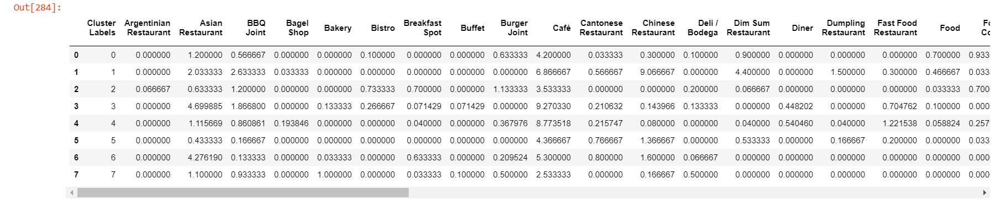 Out[284]:
Cluster Labels Argentinian Restaurant Asian Restaurant BBQ Joint Bagel Shop Bakery Bistro Breakfast Spot Buffet Burger Joint Café Cantonese Restaurant Chinese Restaurant Deli / Bodega Dim Sum Restaurant Diner Dumpling Restaurant Fast Food Restaurant Food
0 0 0.000000 1.200000 0.566667 0.000000 0.000000 0.100000 0.000000 0.000000 0.633333 4.200000 0.033333 0.300000 0.100000 0.900000 0.000000 0.000000 0.000000 0.700000 0.933
1 1 0.000000 2.033333 2.633333 0.033333 0.000000 0.000000 0.000000 0.000000 0.000000 6.866667 0.566667 9.066667 0.000000 4.400000 0.000000 1.500000 0.300000 0.466667 0.033
2 2 0.066667 0.633333 1.200000 0.000000 0.000000 0.733333 0.700000 0.000000 1.133333 3.533333 0.000000 0.000000 0.200000 0.066667 0.000000 0.000000 0.000000 0.033333 0.700
3 3 0.000000 4.699885 1.866800 0.000000 0.133333 0.266667 0.071429 0.071429 0.000000 9.270330 0.210632 0.143966 0.133333 0.000000 0.448202 0.000000 0.704762 0.100000 0.000
4 4 0.000000 1.115669 0.860861 0.193846 0.000000 0.000000 0.040000 0.000000 0.367976 8.773518 0.215747 0.080000 0.000000 0.040000 0.540460 0.040000 1.221538 0.058824 0.257
5 5 0.000000 0.433333 0.166667 0.000000 0.000000 0.000000 0.000000 0.000000 0.000000 4.366667 0.766667 1.366667 0.000000 0.533333 0.000000 0.166667 0.200000 0.000000 0.033
6 6 0.000000 4.276190 0.133333 0.000000 0.033333 0.000000 0.633333 0.000000 0.209524 5.300000 0.800000 1.600000 0.066667 0.000000 0.000000 0.000000 0.000000 0.000000 0.000
7 7 0.000000 1.100000 0.933333 0.000000 1.000000 0.000000 0.033333 0.100000 0.500000 2.533333 0.000000 0.166667 0.500000 0.000000 0.000000 0.000000 0.000000 0.000000 0.000